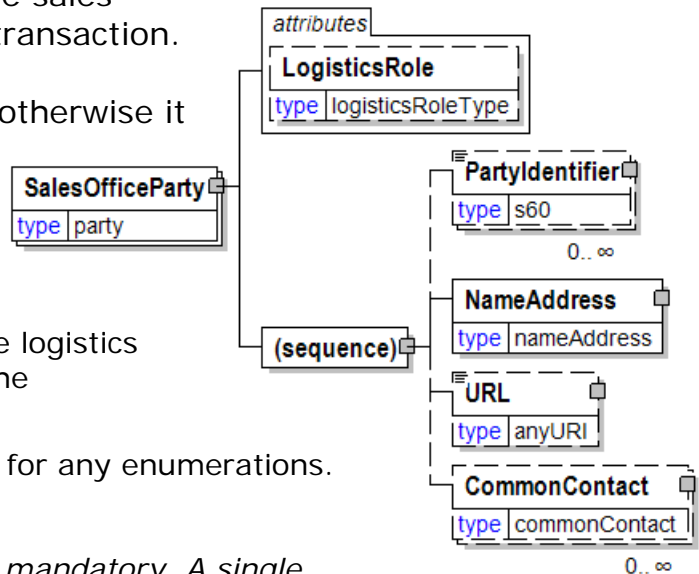 e sales
transaction.
otherwise it
e logistics
ne
for any enumerations.
mandatory. A single
attributes
LogisticsRole
type logisticsRoleType
SalesOfficeParty
type party
(sequence)
PartyIdentifier
type s60
0.. ∞
NameAddress
type nameAddress
URL
type anyURI
CommonContact
type commonContact
0.. ∞